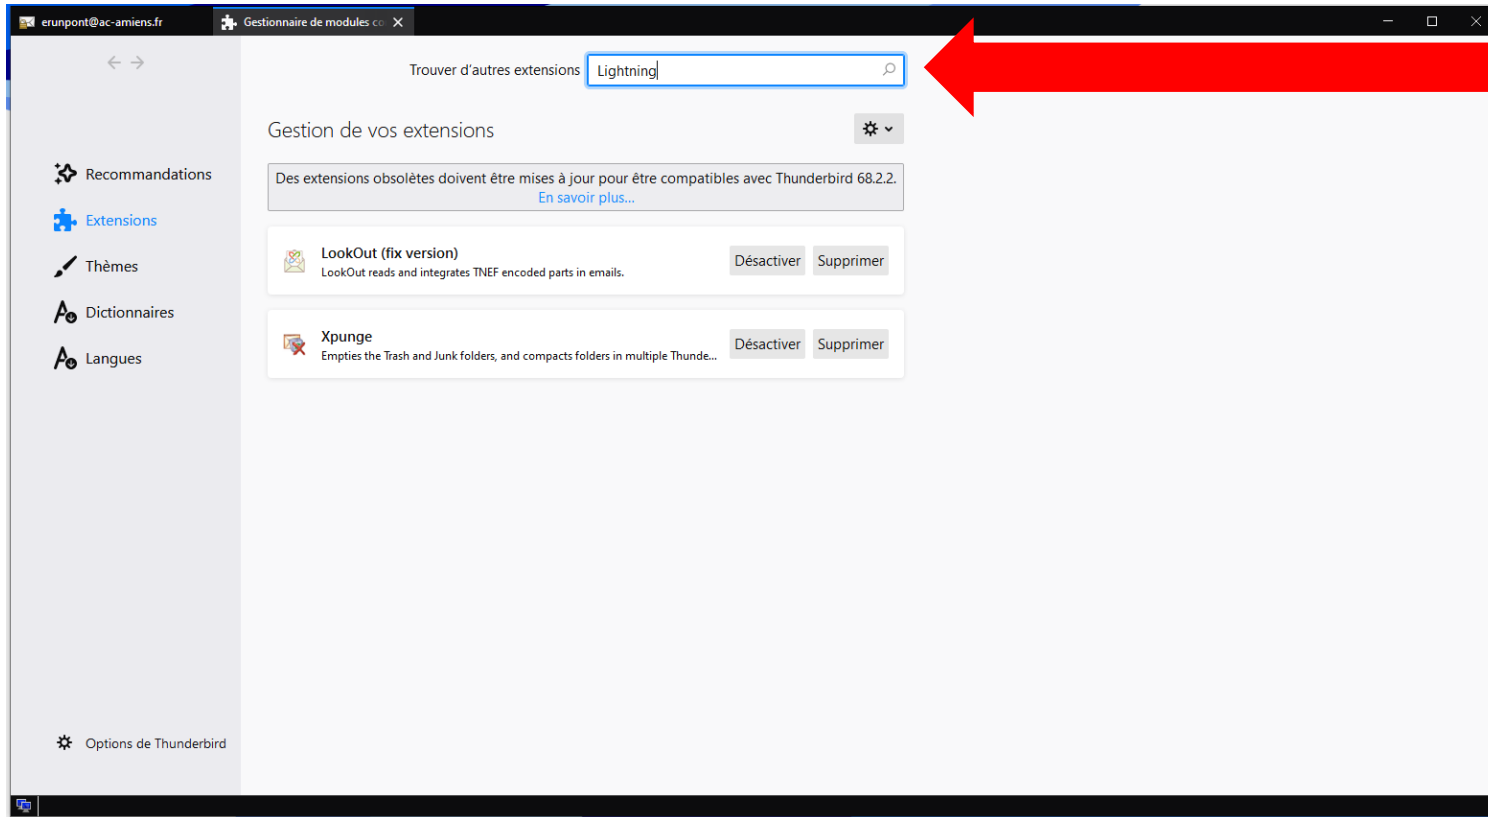 erunpont@ac-amiens.fr
Gestionnaire de modules co
Trouver d'autres extensions
Lightning
Gestion de vos extensions
Des extensions obsolètes doivent être mises à jour pour être compatibles avec Thunderbird 68.2.2.
En savoir plus...
Recommandations
Extensions
Thèmes
Dictionnaires
Langues
LookOut (fix version)
LookOut reads and integrates TNEF encoded parts in emails.
Désactiver
Supprimer
Xpunge
Empties the Trash and Junk folders, and compacts folders in multiple Thunde...
Désactiver
Supprimer
Options de Thunderbird